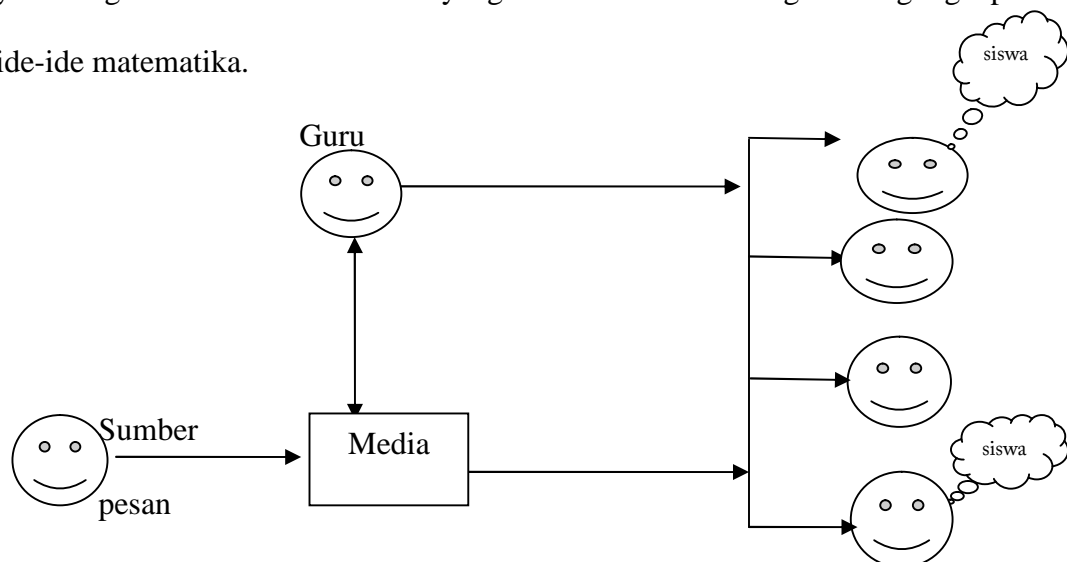 ide-ide matematika.
siswa
Guru
Sumber
pesan
Media
siswa